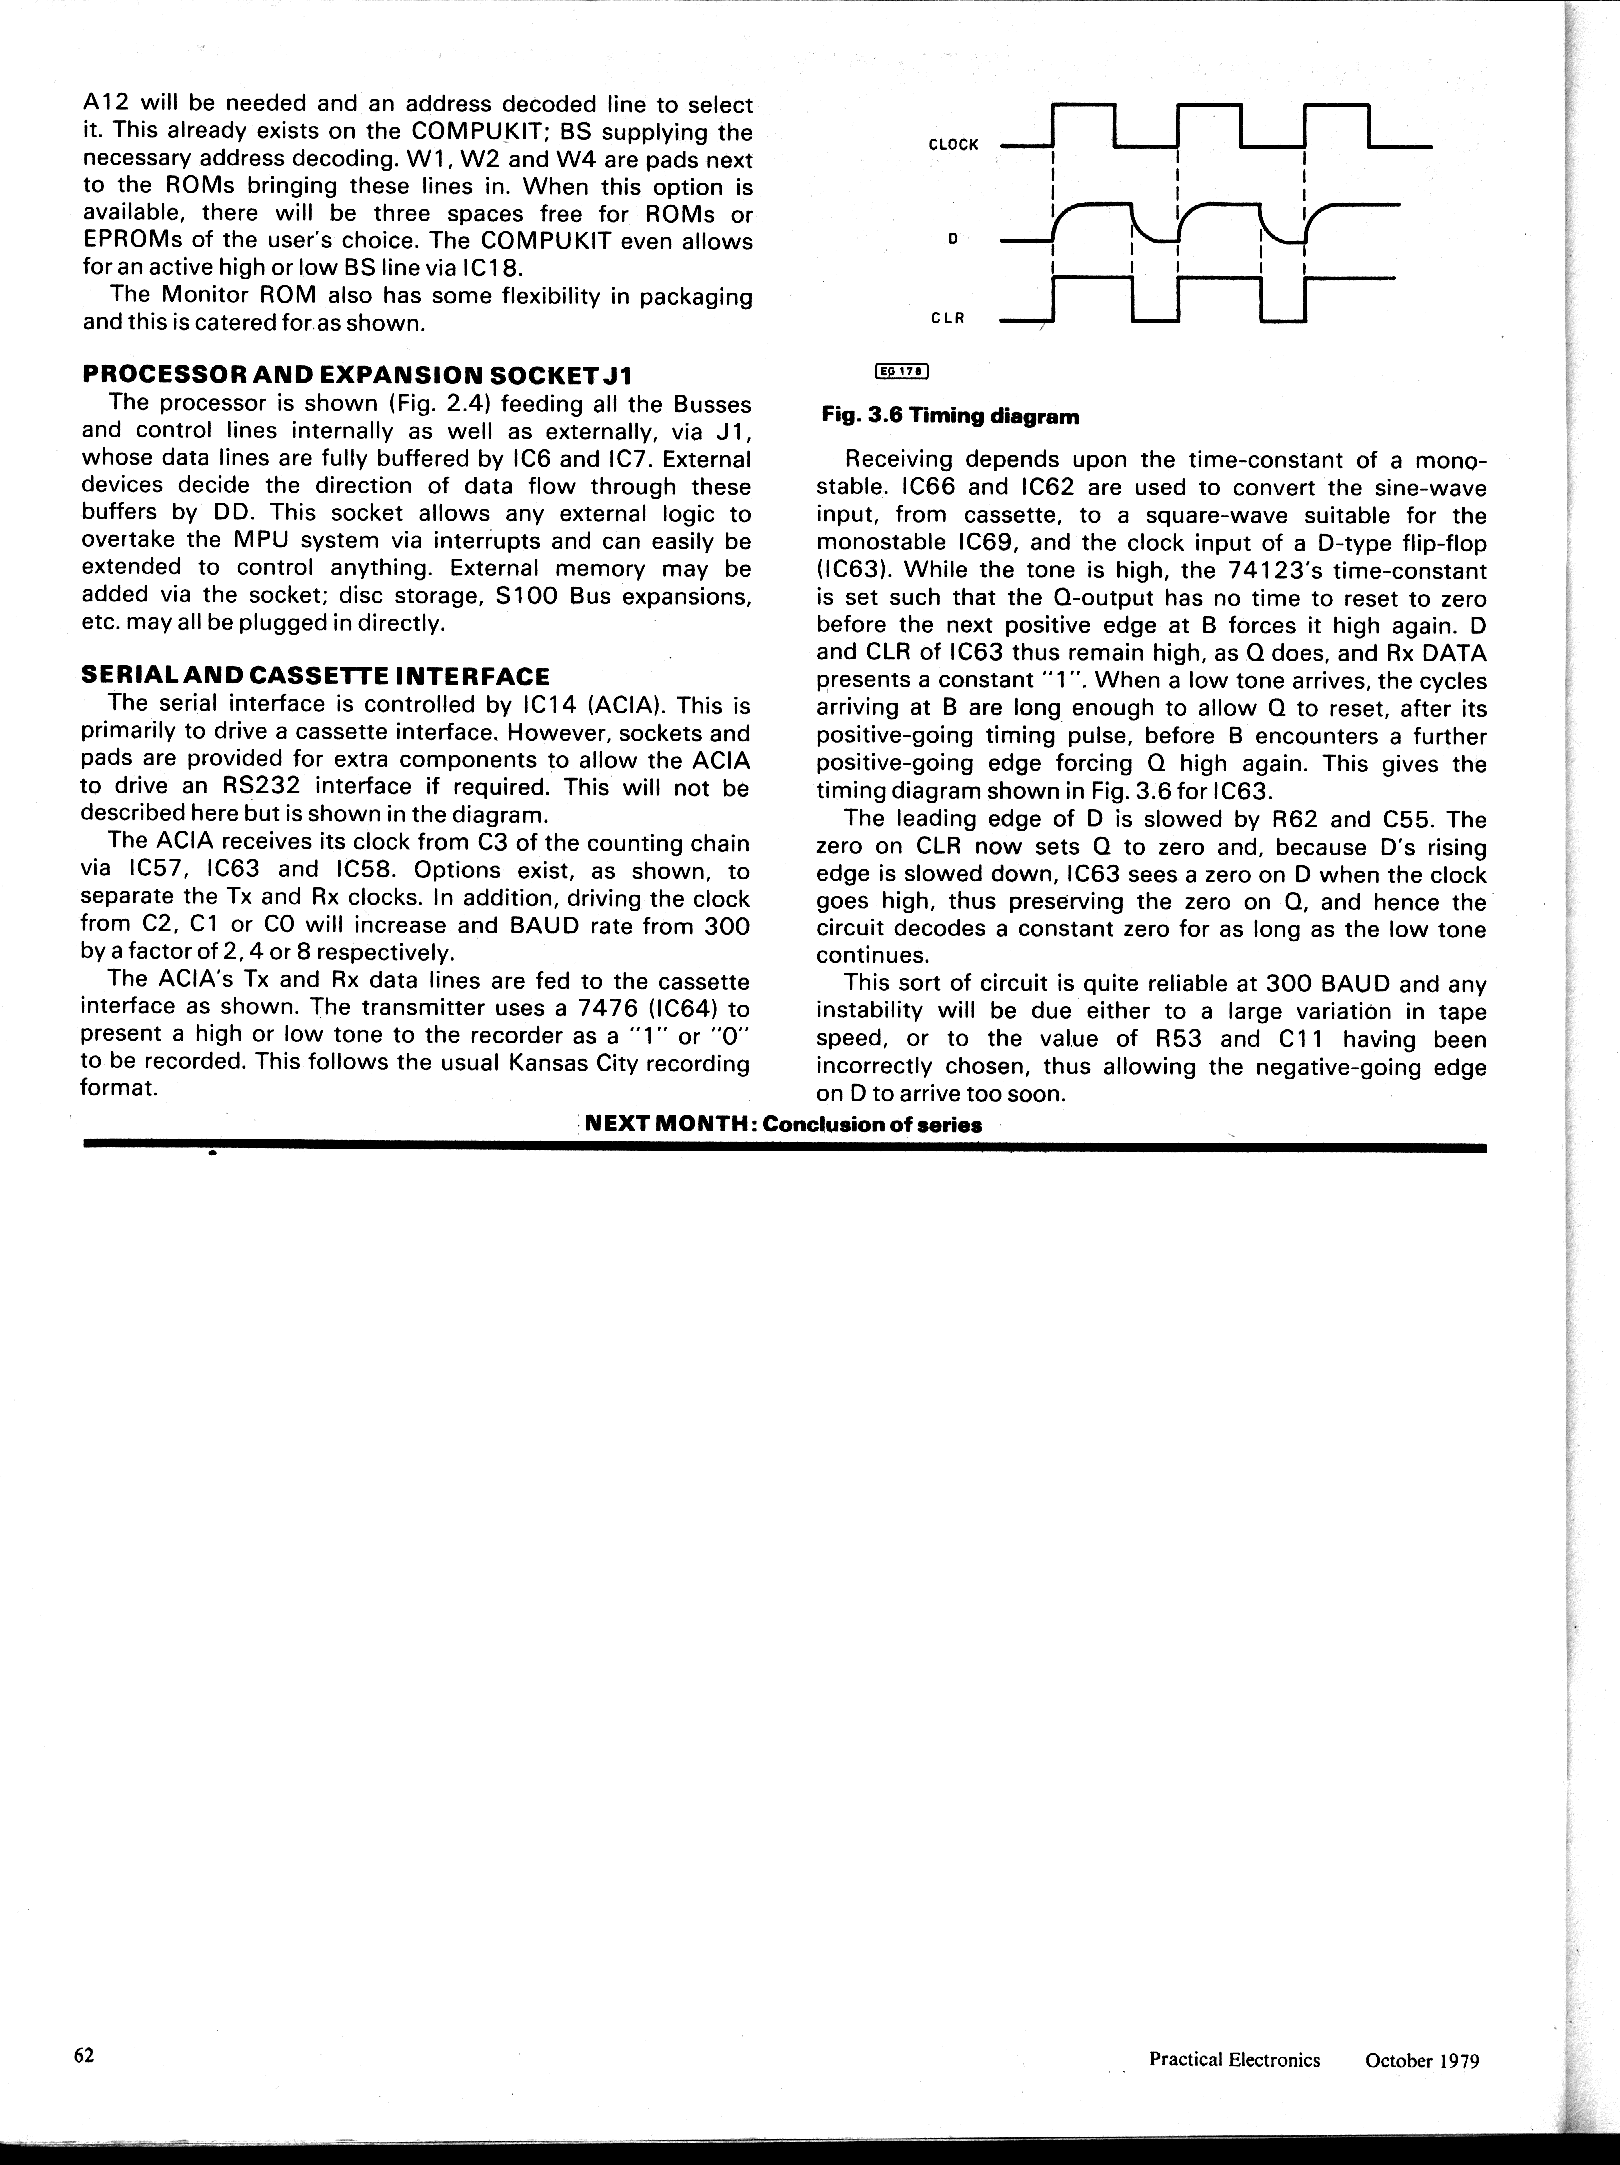 A12 will be needed and an address decoded line to select
it. This already exists on the COMPUKIT; BS supplying the
necessary address decoding. W1, W2 and W4 are pads next
to the ROMs bringing these lines in. When this option is
available, there will be three spaces free for ROMs or
EPROMs of the user's choice. The COMPUKIT even allows
for an active high or low BS line via IC18.
The Monitor ROM also has some flexibility in packaging
and this is catered for as shown.
PROCESSOR AND EXPANSION SOCKET J1
The processor is shown (Fig. 2.4) feeding all the Busses
and control lines internally as well as externally, via J1,
whose data lines are fully buffered by IC6 and IC7. External
devices decide the direction of data flow through these
buffers by DD. This socket allows any external logic to
overtake the MPU system via interrupts and can easily be
extended to control anything. External memory may be
added via the socket; disc storage, S100 Bus expansions,
etc. may all be plugged in directly.
SERIAL AND CASSETTE INTERFACE
The serial interface is controlled by IC14 (ACIA). This is
primarily to drive a cassette interface. However, sockets and
pads are provided for extra components to allow the ACIA
to drive an RS232 interface if required. This will not be
described here but is shown in the diagram.
The ACIA receives its clock from C3 of the counting chain
via IC57, IC63 and IC58. Options exist, as shown, to
separate the Tx and Rx clocks. In addition, driving the clock
from C2, C1 or C0 will increase and BAUD rate from 300
by a factor of 2, 4 or 8 respectively.
The ACIA's Tx and Rx data lines are fed to the cassette
interface as shown. The transmitter uses a 7476 (IC64) to
present a high or low tone to the recorder as a "1" or "0"
to be recorded. This follows the usual Kansas City recording
format.
CLOCK
D
CLR
EG 178
Fig. 3.6 Timing diagram
Receiving depends upon the time-constant of a mono-
stable. IC66 and IC62 are used to convert the sine-wave
input, from cassette, to a square-wave suitable for the
monostable IC69, and the clock input of a D-type flip-flop
(IC63). While the tone is high, the 74123's time-constant
is set such that the Q-output has no time to reset to zero
before the next positive edge at B forces it high again. D
and CLR of IC63 thus remain high, as Q does, and Rx DATA
presents a constant "1". When a low tone arrives, the cycles
arriving at B are long enough to allow Q to reset, after its
positive-going timing pulse, before B encounters a further
positive-going edge forcing Q high again. This gives the
timing diagram shown in Fig. 3.6 for IC63.
The leading edge of D is slowed by R62 and C55. The
zero on CLR now sets Q to zero and, because D's rising
edge is slowed down, IC63 sees a zero on D when the clock
goes high, thus preserving the zero on Q, and hence the
circuit decodes a constant zero for as long as the low tone
continues.
This sort of circuit is quite reliable at 300 BAUD and any
instability will be due either to a large variation in tape
speed, or to the value of R53 and C11 having been
incorrectly chosen, thus allowing the negative-going edge
on D to arrive too soon.
NEXT MONTH: Conclusion of series
62
Practical Electronics October 1979